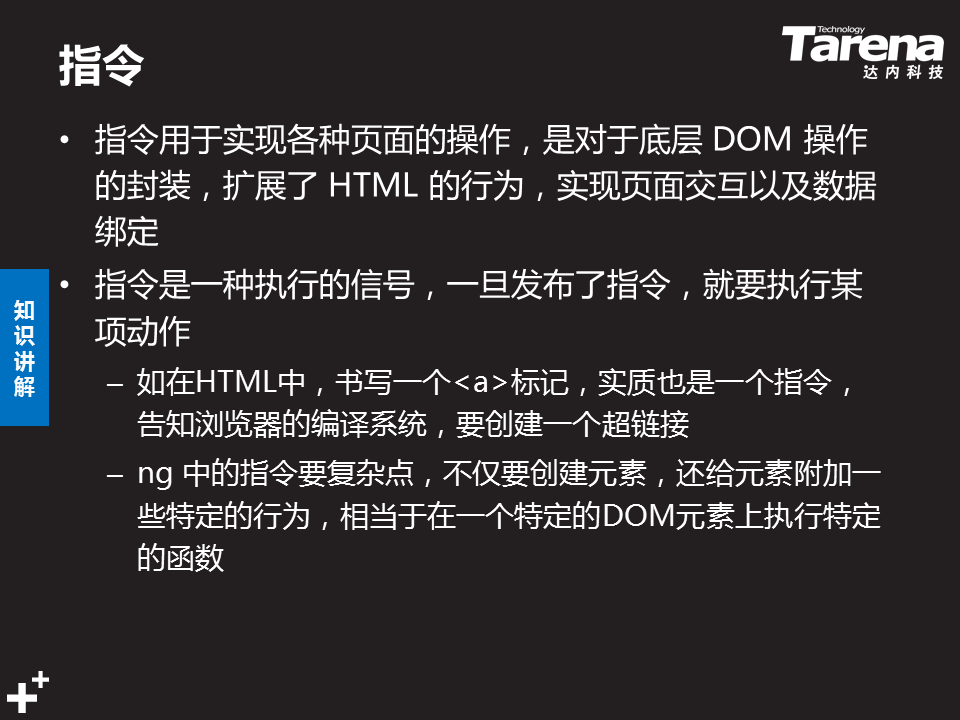 指令
Technology
Tarena
达内科技
• 指令用于实现各种页面的操作，是对于底层 DOM 操作
的封装，扩展了 HTML 的行为，实现页面交互以及数据
绑定
• 指令是一种执行的信号，一旦发布了指令，就要执行某
项动作
– 如在HTML中，书写一个<a>标记，实质也是一个指令，
告知浏览器的编译系统，要创建一个超链接
– ng 中的指令要复杂点，不仅要创建元素，还给元素附加一
些特定的行为，相当于在一个特定的DOM元素上执行特定
的函数
知识讲解